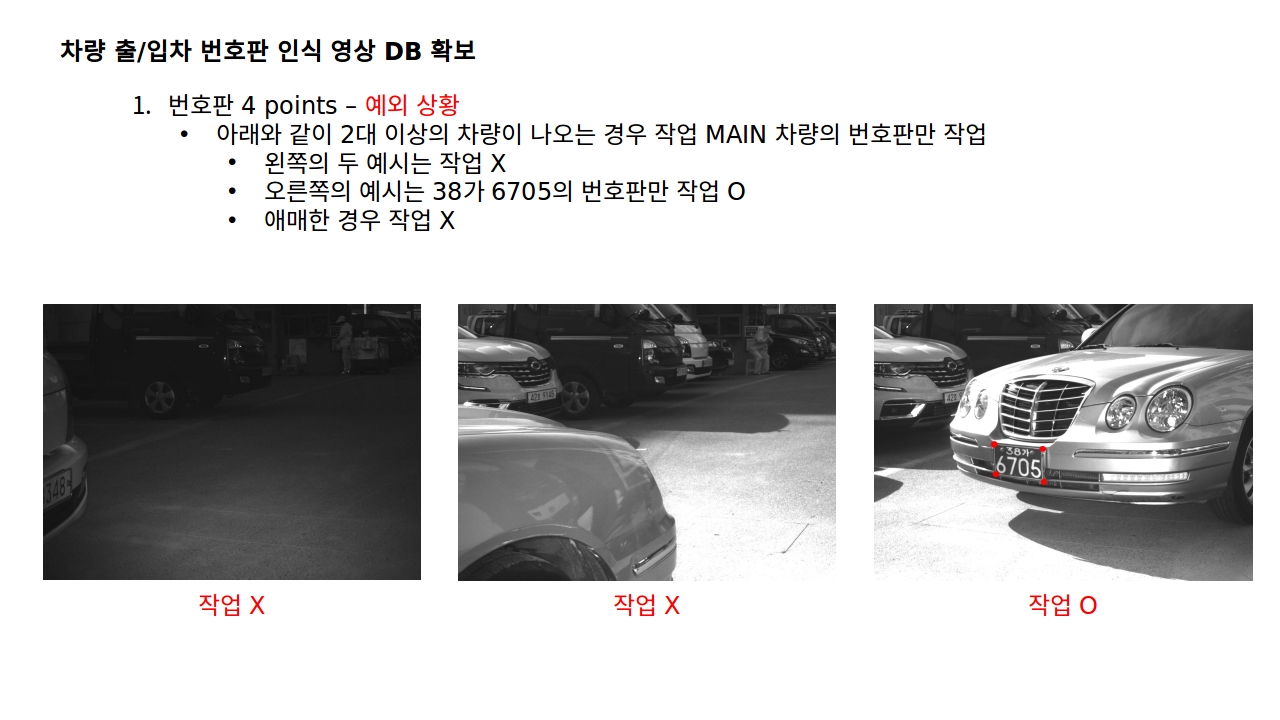 차량 출/입차 번호판 인식 영상 DB 확보
1. 번호판 4 points – 예외 상황
• 아래와 같이 2대 이상의 차량이 나오는 경우 작업 MAIN 차량의 번호판만 작업
• 왼쪽의 두 예시는 작업 X
• 오른쪽의 예시는 38가 6705의 번호판만 작업 O
• 애매한 경우 작업 X
348
38가
6705
작업 X
작업 X
작업 O